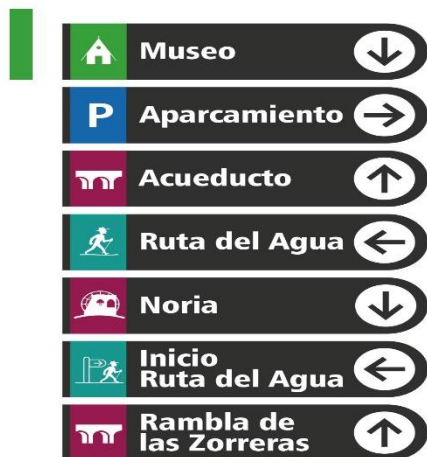 Museo
P Aparcamiento
Acueducto
Ruta del Agua
Noria
Inicio
Ruta del Agua
Rambla de
las Zorreras